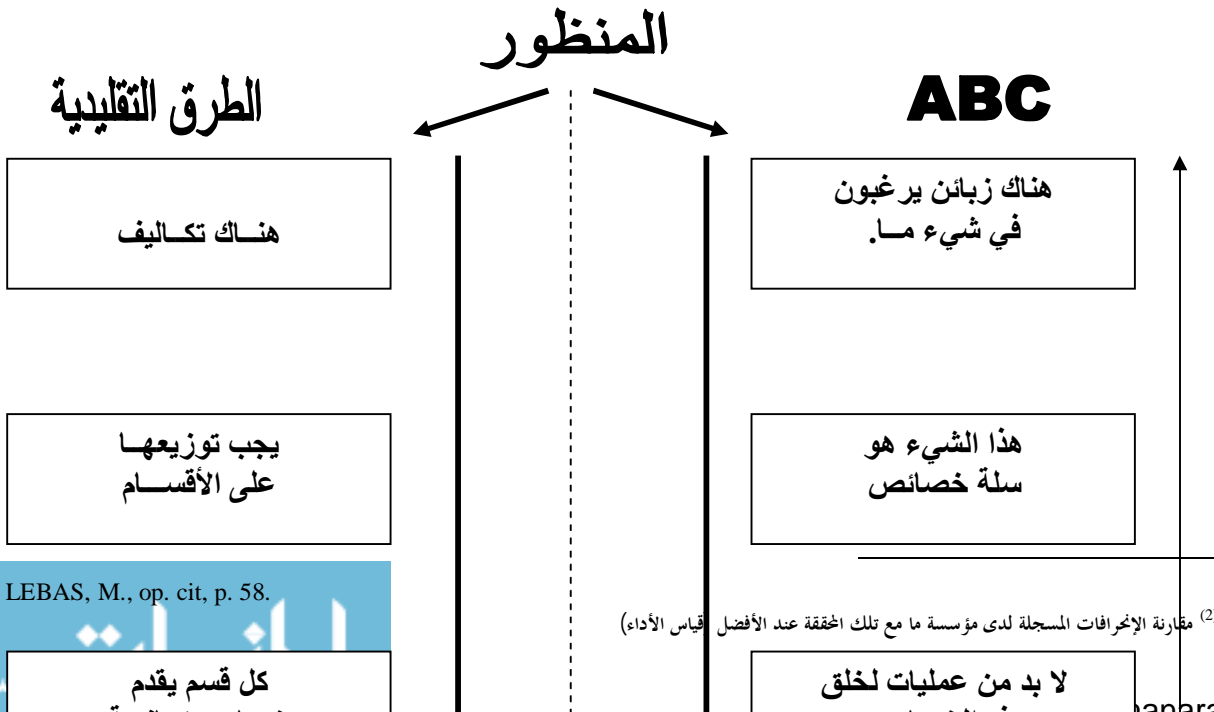 المنظور
ABC
الطرق التقليدية
هناك زبائن يرغبون
في شيء مــا.
هنــاك تكــاليف
هذا الشيء هو
سلة خصائص
يجب توزيعهــا
على الأقســـام
LEBAS, M., op. cit, p. 58.
(2) مقارنة الإنحرافات المسجلة لدى مؤسسة ما مع تلك المحققة عند الأفضل (قياس الأداء)
لا بد من عمليات لخلق
كل قسم يقدم